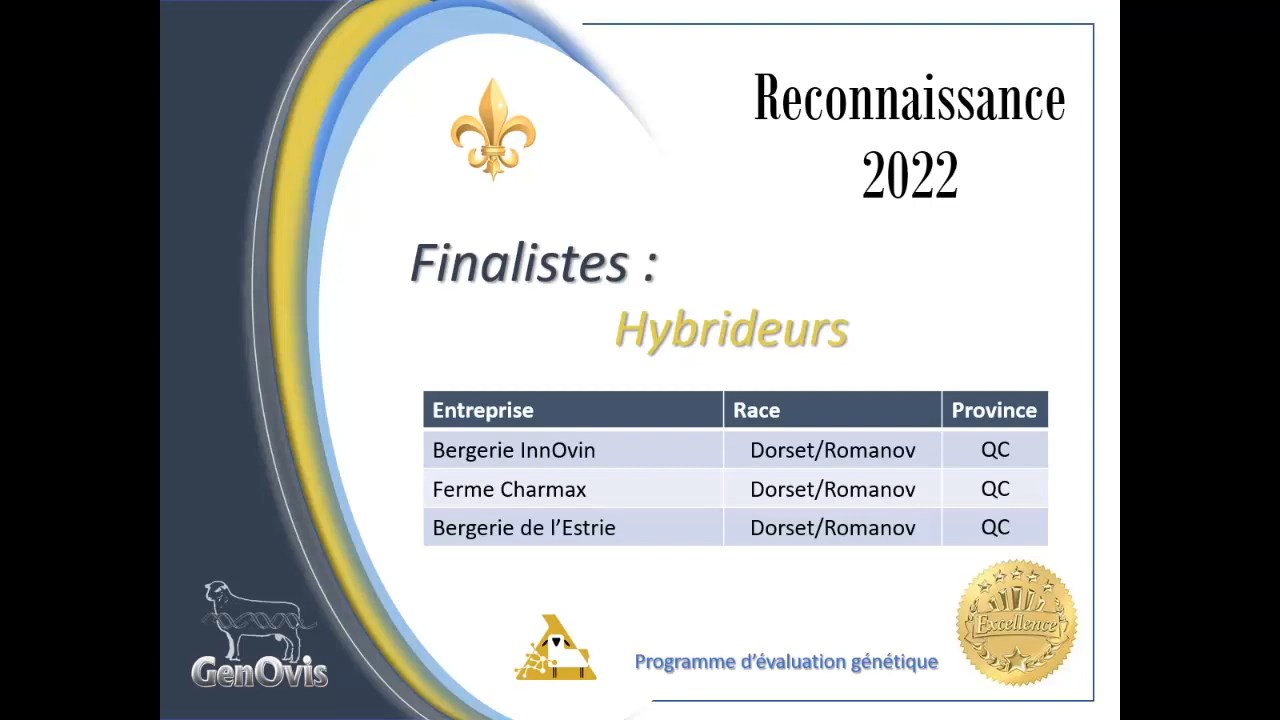 Reconnaissance
2022
Finalistes :
Hybrideurs
Entreprise Race Province
Bergerie InnOvin Dorset/Romanov QC
Ferme Charmax Dorset/Romanov QC
Bergerie de l’Estrie Dorset/Romanov QC
Excellence
GenOvis
Programme d’évaluation génétique